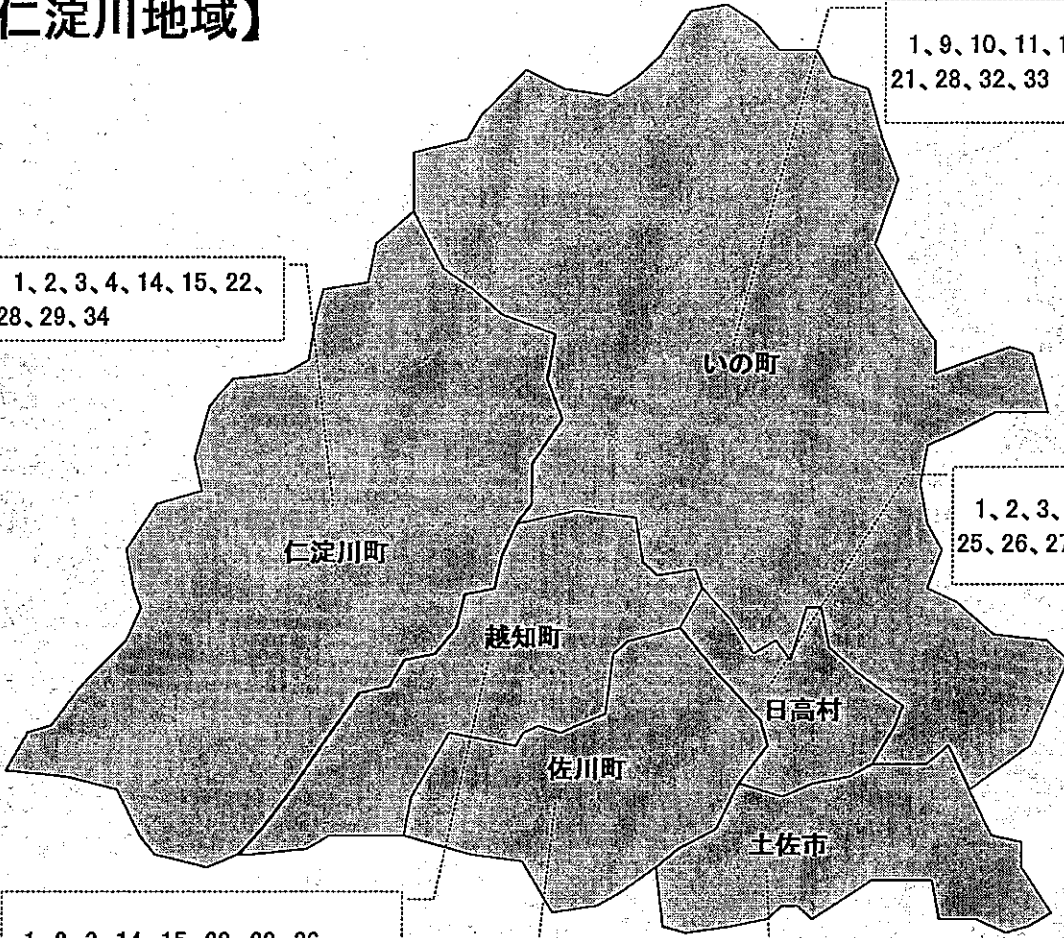 仁淀川地域】
1、9、10、11、1
21、28、32、33
1、2、3、4、14、15、22、
28、29、34
いの町
1、2、3、
25、26、27
仁淀川町
越知町
日高村
佐川町
土佐市